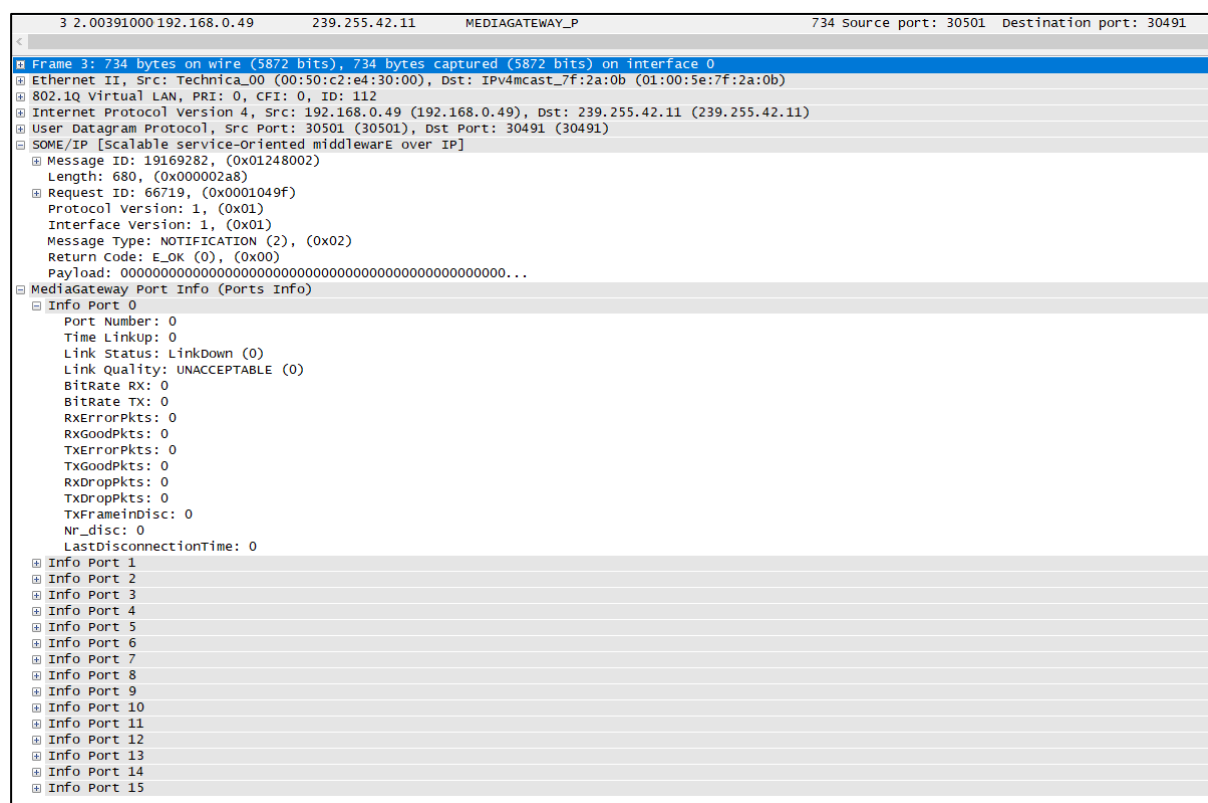 3 2.00391000 192.168.0.49 239.255.42.11 MEDIAGATEWAY_P 734 Source port: 30501 Destination port: 30491
Frame 3: 734 bytes on wire (5872 bits), 734 bytes captured (5872 bits) on interface 0
Ethernet II, Src: Technica_00 (00:50:c2:e4:30:00), Dst: IPv4mcast_7f:2a:0b (01:00:5e:7f:2a:0b)
802.1Q Virtual LAN, PRI: 0, CFI: 0, ID: 112
Internet Protocol Version 4, Src: 192.168.0.49 (192.168.0.49), Dst: 239.255.42.11 (239.255.42.11)
User Datagram Protocol, Src Port: 30501 (30501), Dst Port: 30491 (30491)
SOME/IP [Scalable service-Oriented middlewarE over IP]
Message ID: 19169282, (0x01248002)
Length: 680, (0x000002a8)
Request ID: 66719, (0x0001049f)
Protocol Version: 1, (0x01)
Interface Version: 1, (0x01)
Message Type: NOTIFICATION (2), (0x02)
Return Code: E_OK (0), (0x00)
Payload: 000000000000000000000000000000000000000000000000...
MediaGateway Port Info (Ports Info)
Info Port 0
Port Number: 0
Time LinkUp: 0
Link Status: LinkDown (0)
Link Quality: UNACCEPTABLE (0)
BitRate RX: 0
BitRate TX: 0
RxErrorPkts: 0
RxGoodPkts: 0
TxErrorPkts: 0
TxGoodPkts: 0
RxDropPkts: 0
TxDropPkts: 0
TxFrameinDisc: 0
Nr_disc: 0
LastDisconnectionTime: 0
Info Port 1
Info Port 2
Info Port 3
Info Port 4
Info Port 5
Info Port 6
Info Port 7
Info Port 8
Info Port 9
Info Port 10
Info Port 11
Info Port 12
Info Port 13
Info Port 14
Info Port 15